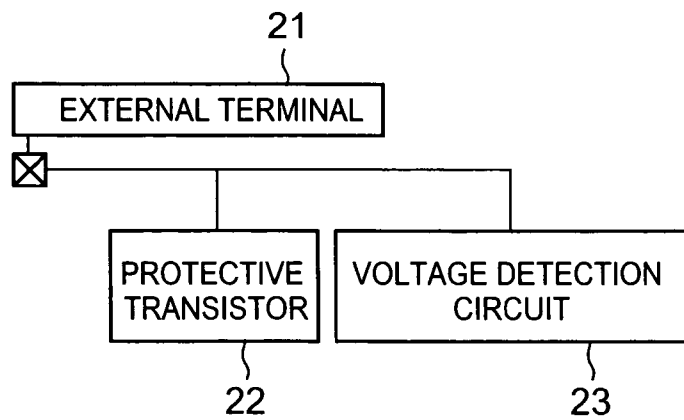 21
EXTERNAL TERMINAL
PROTECTIVE
TRANSISTOR
VOLTAGE DETECTION
CIRCUIT
22
23